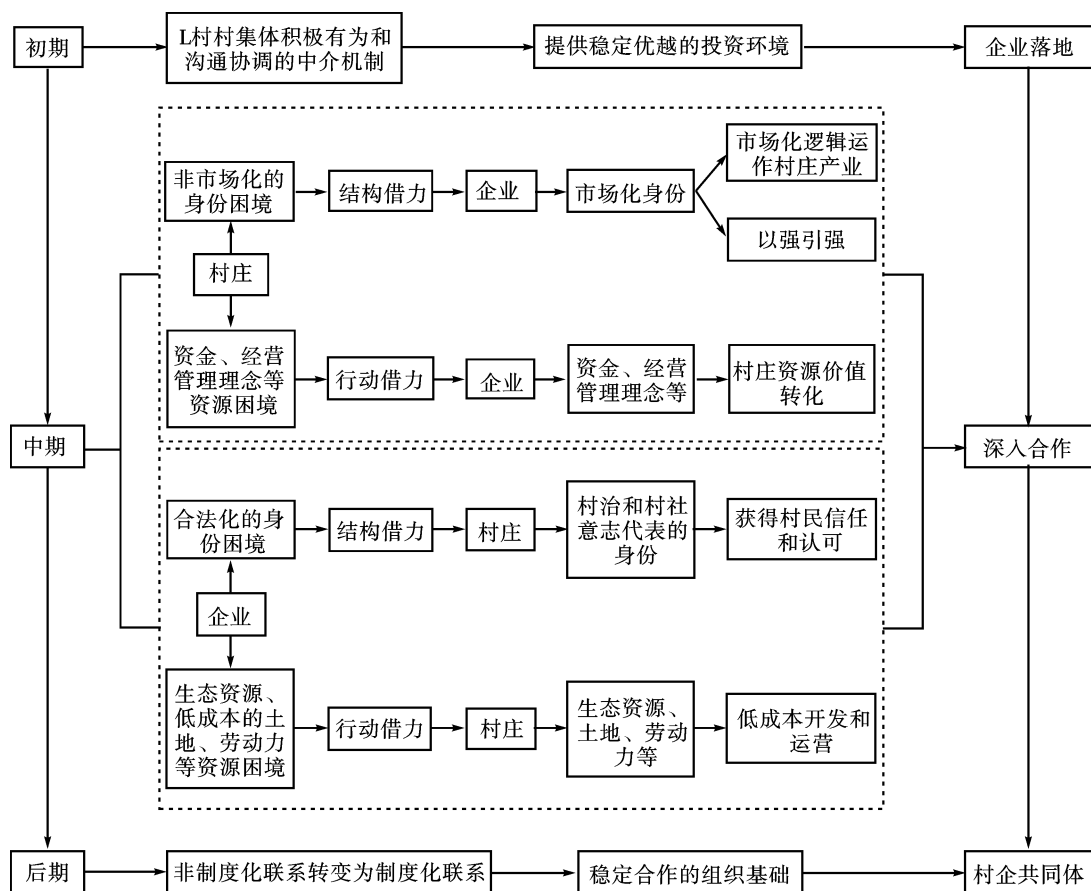 初期
L村村集体积极有为和
沟通协调的中介机制
提供稳定优越的投资环境
企业落地
非市场化的
身份困境
结构借力
企业
市场化身份
市场化逻辑运
作村庄产业
以强引强
村庄
资金、经营
管理理念等
资源困境
行动借力
企业
资金、经营
管理理念等
村庄资源价值
转化
中期
深入合作
合法化的身
份困境
结构借力
村庄
村治和村社
意志代表的
身份
获得村民信任
和认可
企业
生态资源、
低成本的土
地、劳动力
等资源困境
行动借力
村庄
生态资源、
土地、劳动
力等
低成本开发和
运营
后期
非制度化联系转变为制度化联系
稳定合作的组织基础
村企共同体